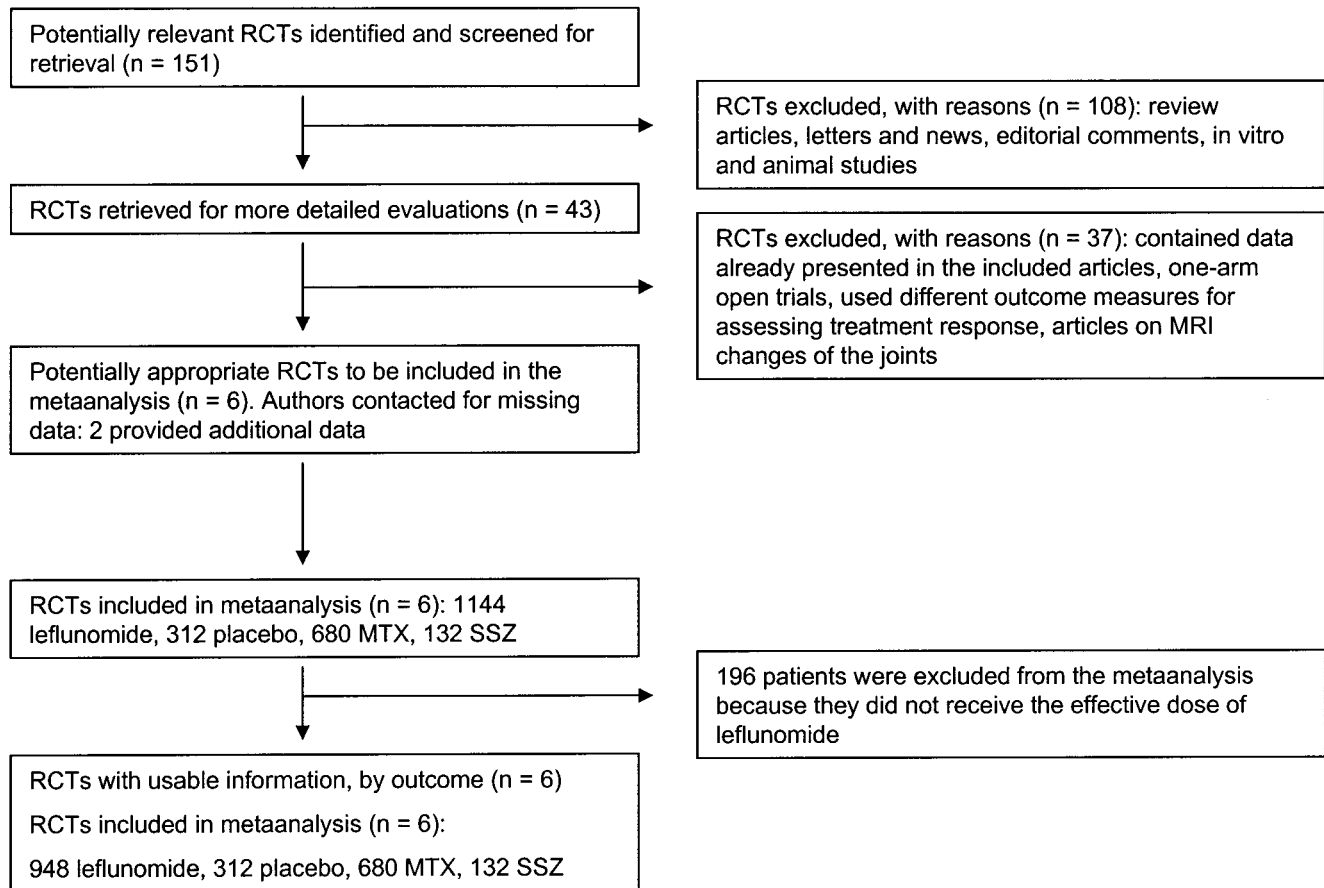 Potentially relevant RCTs identified and screened for
retrieval (n = 151)
RCTs excluded, with reasons (n = 108): review
articles, letters and news, editorial comments, in vitro
and animal studies
RCTs retrieved for more detailed evaluations (n = 43)
RCTs excluded, with reasons (n = 37): contained data
already presented in the included articles, one-arm
open trials, used different outcome measures for
assessing treatment response, articles on MRI
changes of the joints
Potentially appropriate RCTs to be included in the
metaanalysis (n = 6). Authors contacted for missing
data: 2 provided additional data
RCTs included in metaanalysis (n = 6): 1144
leflunomide, 312 placebo, 680 MTX, 132 SSZ
196 patients were excluded from the metaanalysis
because they did not receive the effective dose of
leflunomide
RCTs with usable information, by outcome (n = 6)
RCTs included in metaanalysis (n = 6):
948 leflunomide, 312 placebo, 680 MTX, 132 SSZ